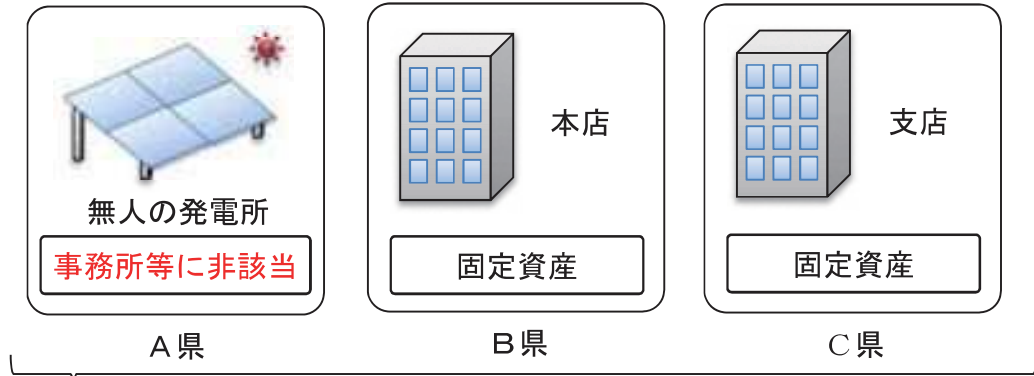 無人の発電所
事務所等に非該当
A県
本店
固定資産
B県
支店
固定資産
C県